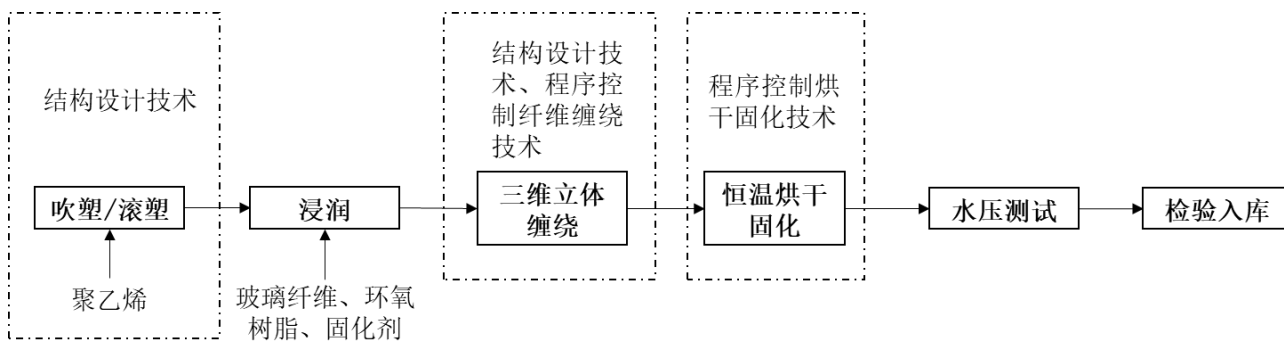 结构设计技术
结构设计技
术、程序控
制纤维缠绕
技术
程序控制烘
干固化技术
吹塑/滚塑
浸润
三维立体
缠绕
恒温烘干
固化
水压测试
检验入库
聚乙烯
玻璃纤维、环氧
树脂、固化剂